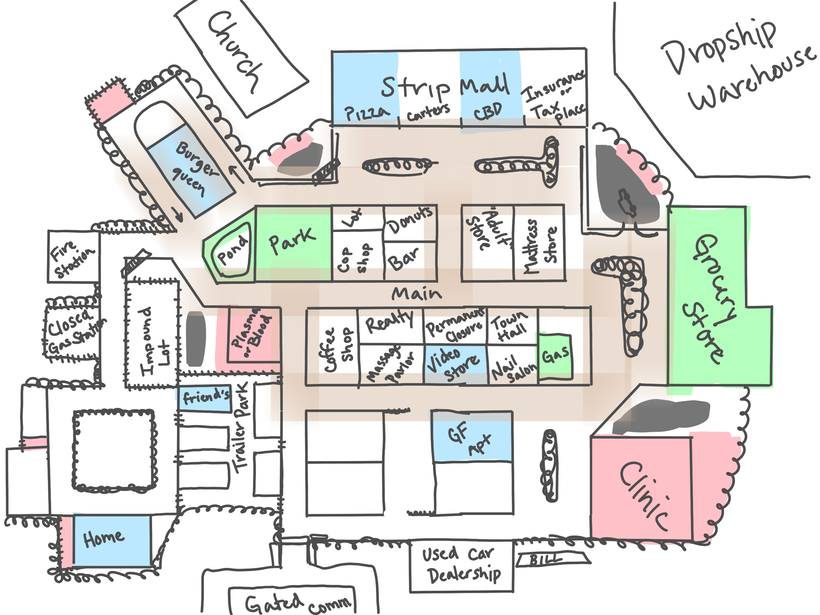 Church
Dropship
Warehouse
Strip Mall
Pizza
Carters
CBD
Insurance
or
Tax
place
Burger
queen
Pond
Park
Lot
Cop
Shop
Donuts
Bar
"Adult"
Store
Mattress
Store
Fire
Station
Closed
Gas Station
Impound
Lot
Plasma
or Blood
Main
Coffee
Shop
Realty
Massage
Parlor
Permanent
Closure
Video
Store
Town
Hall
Nail
Salon
Gas
Grocery
Store
friend's
Trailer Park
GF
Apt
Clinic
Home
Used Car
Dealership
BILL
Gated comm